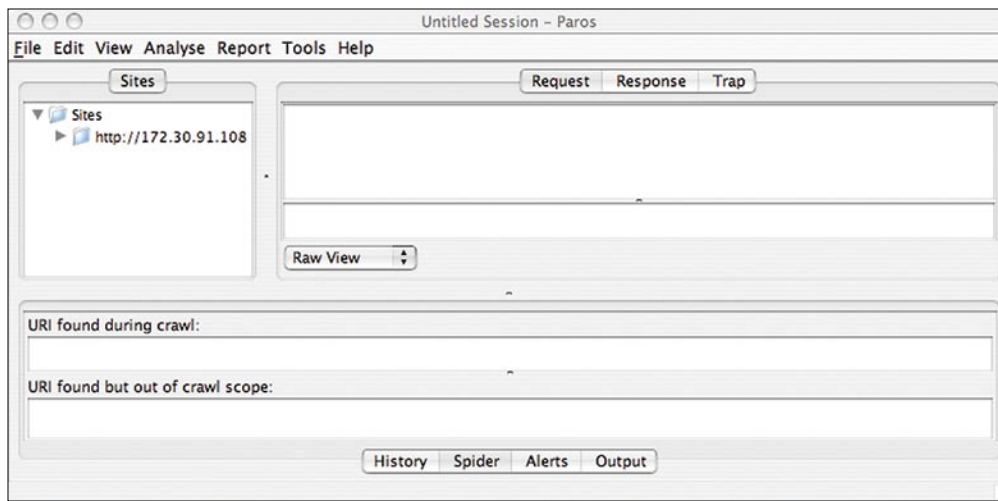 Untitled Session – Paros
File Edit View Analyse Report Tools Help
Sites
Request Response Trap
Sites
http://172.30.91.108
Raw View
URI found during crawl:
URI found but out of crawl scope:
History Spider Alerts Output